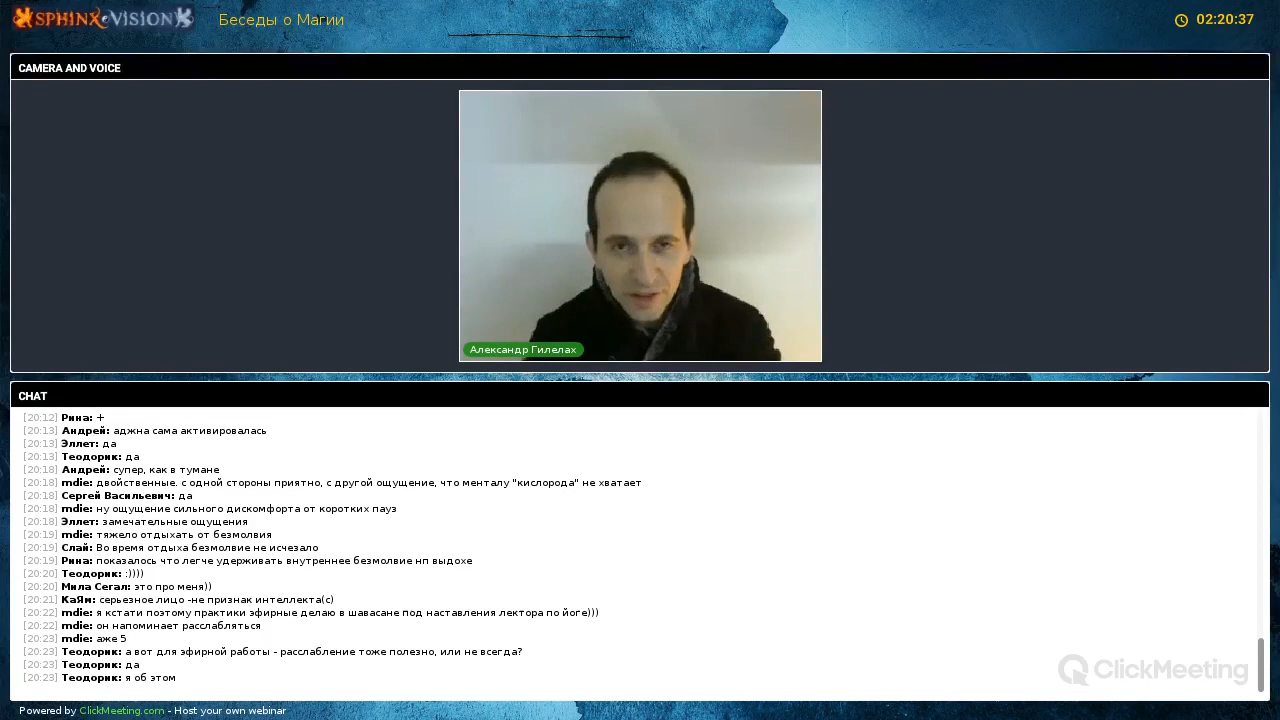 SPHINX VISION
Беседы о Магии
02:20:37
CAMERA AND VOICE
Александр Гилелах
CHAT
[20:12] Рина: +
[20:13] Андрей: аджна сама активировалась
[20:13] Эллет: да
[20:13] Теодорик: да
[20:18] Андрей: супер, как в тумане
[20:18] mdie: двойственные. с одной стороны приятно, с другой ощущение, что менталу "кислорода" не хватает
[20:18] Сергей Васильевич: да
[20:18] mdie: ну ощущение сильного дискомфорта от коротких пауз
[20:18] Эллет: замечательные ощущения
[20:19] mdie: тяжело отдыхать от безмолвия
[20:19] Слай: Во время отдыха безмолвие не исчезало
[20:19] Рина: показалось что легче удерживать внутреннее безмолвие нп выдохе
[20:20] Теодорик: :))))
[20:20] Мила Сегал: это про меня))
[20:21] КаЯм: серьезное лицо -не признак интеллекта(с)
[20:22] mdie: я кстати поэтому практики эфирные делаю в шавасане под наставления лектора по йоге)))
[20:22] mdie: он напоминает расслабляться
[20:23] mdie: аже 5
[20:23] Теодорик: а вот для эфирной работы - расслабление тоже полезно, или не всегда?
[20:23] Теодорик: да
[20:23] Теодорик: я об этом
ClickMeeting
Powered by ClickMeeting.com - Host your own webinar